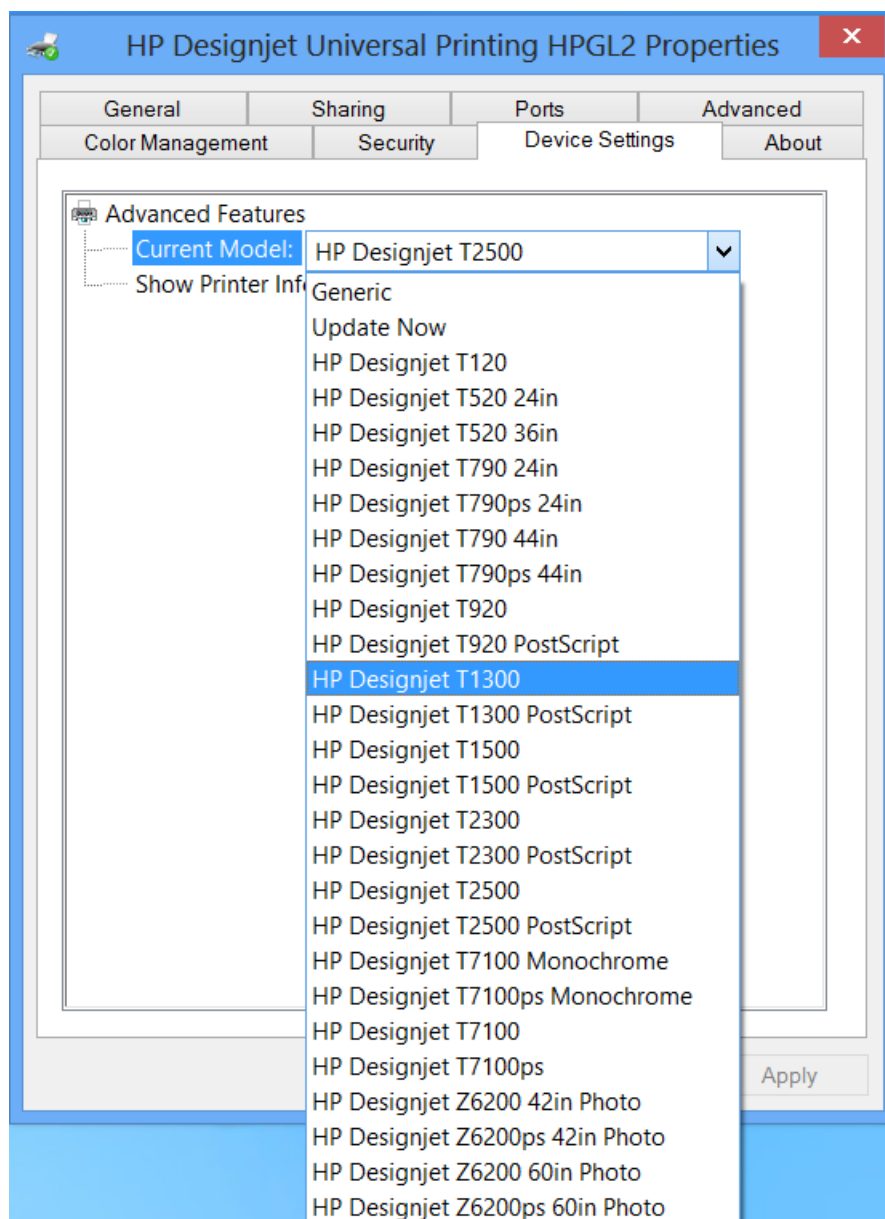 HP Designjet Universal Printing HPGL2 Properties
General Sharing Ports Advanced
Color Management Security Device Settings About
Advanced Features
Current Model: HP Designjet T2500
Show Printer Inf
Generic
Update Now
HP Designjet T120
HP Designjet T520 24in
HP Designjet T520 36in
HP Designjet T790 24in
HP Designjet T790ps 24in
HP Designjet T790 44in
HP Designjet T790ps 44in
HP Designjet T920
HP Designjet T920 PostScript
HP Designjet T1300
HP Designjet T1300 PostScript
HP Designjet T1500
HP Designjet T1500 PostScript
HP Designjet T2300
HP Designjet T2300 PostScript
HP Designjet T2500
HP Designjet T2500 PostScript
HP Designjet T7100 Monochrome
HP Designjet T7100ps Monochrome
HP Designjet T7100
HP Designjet T7100ps
Apply
HP Designjet Z6200 42in Photo
HP Designjet Z6200ps 42in Photo
HP Designjet Z6200 60in Photo
HP Designjet Z6200ps 60in Photo